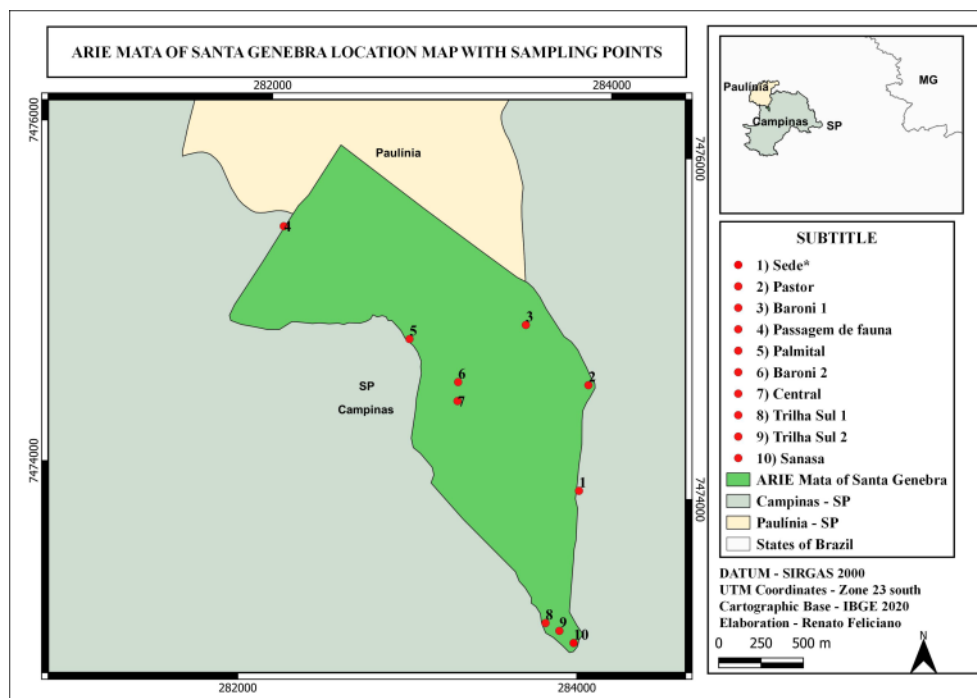 ARIE MATA OF SANTA GENEBRA LOCATION MAP WITH SAMPLING POINTS
282000
284000
7476000
7476000
7474000
7474000
282000
284000
Paulínia
4
3
5
6
7
2
SP
Campinas
1
8
9
10
MG
Paulínia
Campinas
SP
SUBTITLE
1) Sede*
2) Pastor
3) Baroni 1
4) Passagem de fauna
5) Palmital
6) Baroni 2
7) Central
8) Trilha Sul 1
9) Trilha Sul 2
10) Sanasa
ARIE Mata of Santa Genebra
Campinas - SP
Paulínia - SP
States of Brazil
DATUM - SIRGAS 2000
UTM Coordinates - Zone 23 south
Cartographic Base - IBGE 2020
Elaboration - Renato Feliciano
0 250 500 m
N